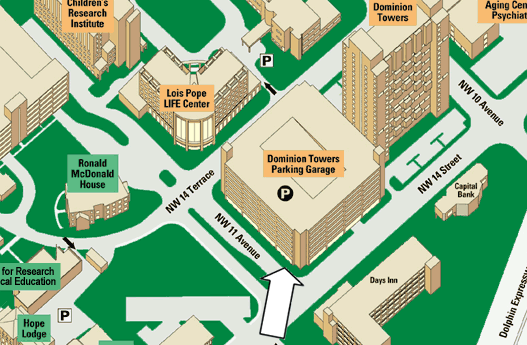 Children's
Research
Institute
Dominion
Towers
Aging Cen
Psychiat
P
Lois Pope
LIFE Center
NW 10 Avenue
Ronald
McDonald
House
Dominion Towers
Parking Garage
P
NW 14 Terrace
NW 14 Street
Capital
Bank
NW 11 Avenue
for Research
cal Education
Days Inn
P
Hope
Lodge
Dolphin Expressw